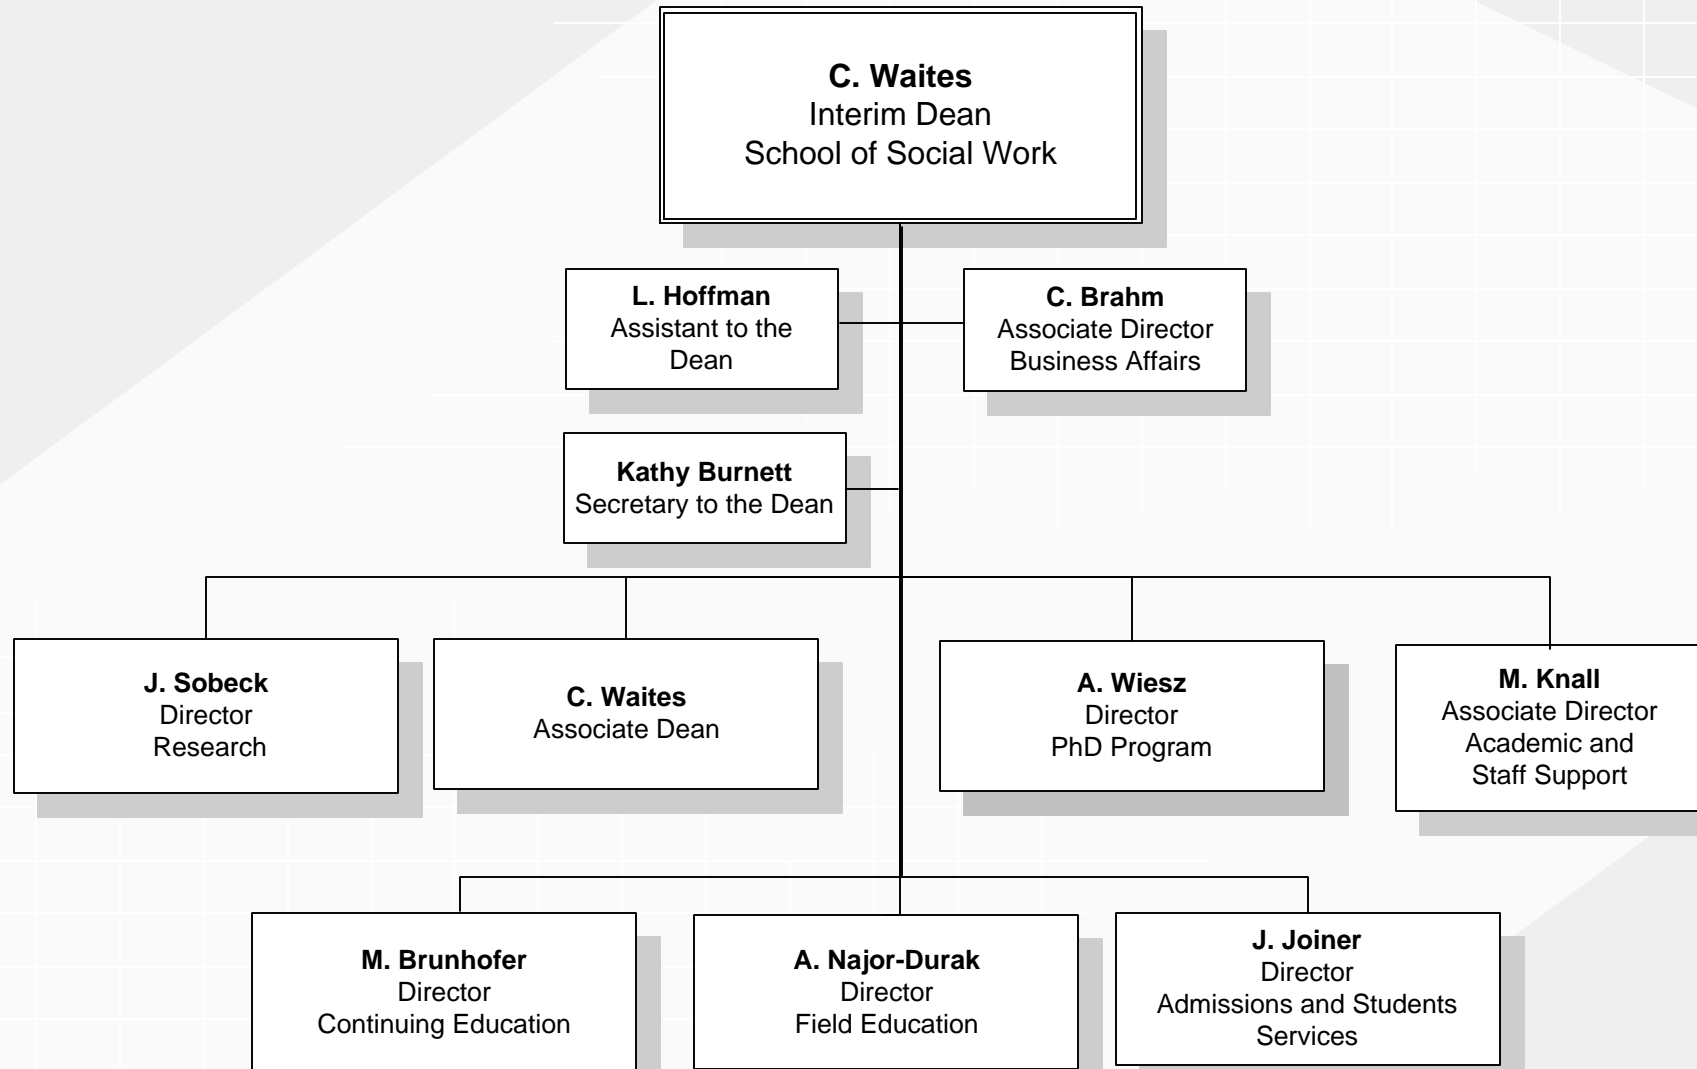 C. Waites
Interim Dean
School of Social Work
L. Hoffman
Assistant to the
Dean
C. Brahm
Associate Director
Business Affairs
Kathy Burnett
Secretary to the Dean
J. Sobeck
Director
Research
C. Waites
Associate Dean
A. Wiesz
Director
PhD Program
M. Knall
Associate Director
Academic and
Staff Support
M. Brunhofer
Director
Continuing Education
A. Najor-Durak
Director
Field Education
J. Joiner
Director
Admissions and Students
Services